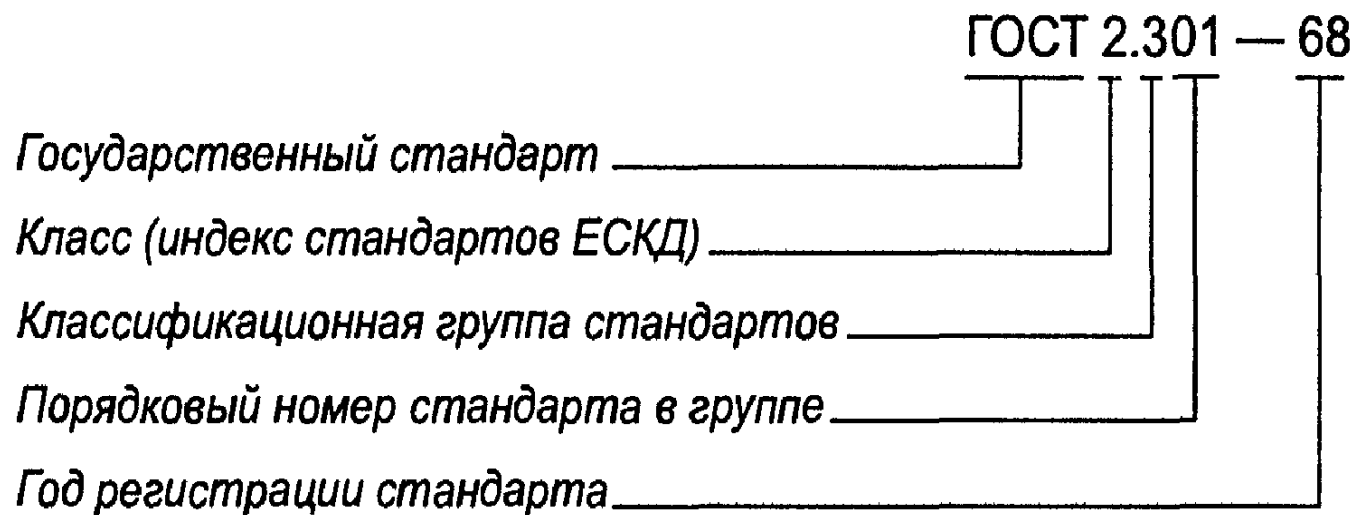 ГОСТ 2.301 — 68
Государственный стандарт
Класс (индекс стандартов ЕСКД)
Классификационная группа стандартов
Порядковый номер стандарта в группе
Год регистрации стандарта